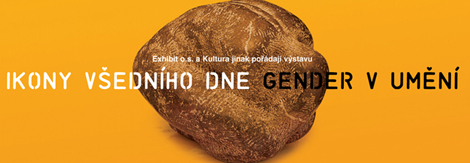 Exhibit o.s. a Kultura jinak pořádají výstavu
IKONY VŠEDNÍHO DNE GENDER V UMĚNÍ